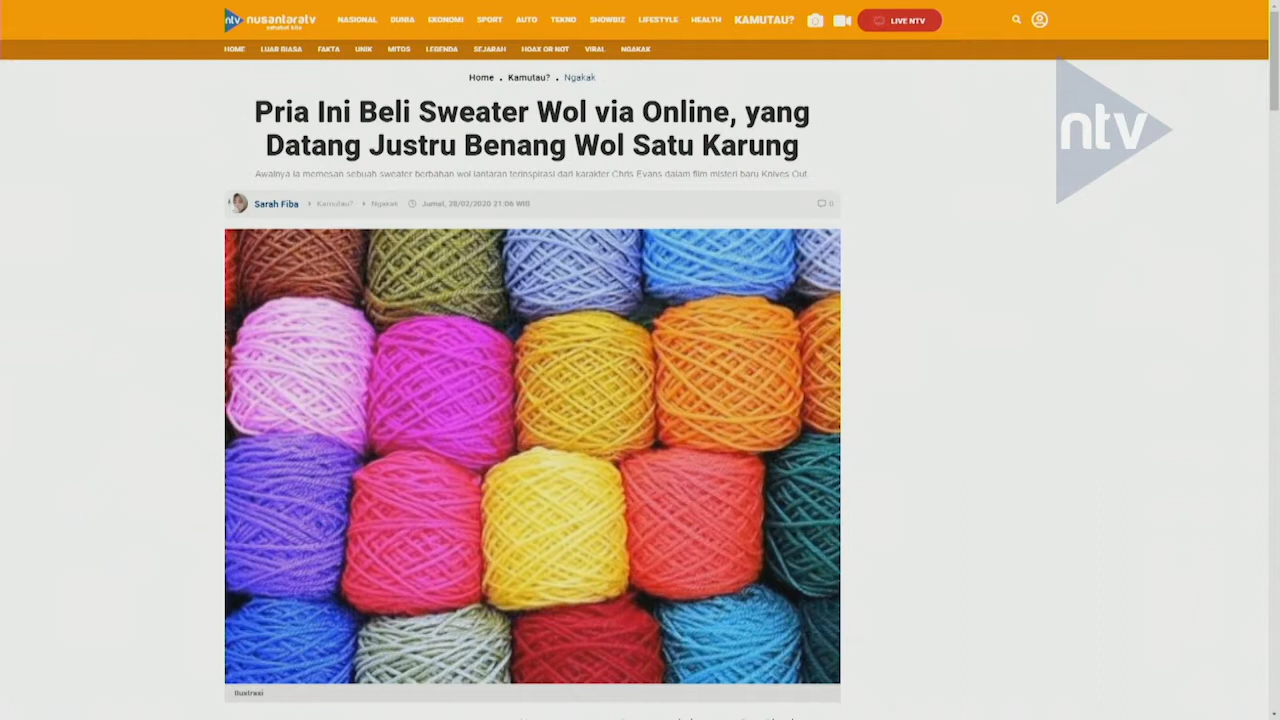 ntv nusantaratv
sahabat kita
NASIONAL DUNIA EKONOMI SPORT AUTO TEKNO SHOWBIZ LIFESTYLE HEALTH KAMUTAU? LIVE NTV
HOME LUAR BIASA FAKTA UNIK MITOS LEGENDA SEJARAH HOAX OR NOT VIRAL NGAKAK
Home . Kamutau? . Ngakak
ntv
Pria Ini Beli Sweater Wol via Online, yang
Datang Justru Benang Wol Satu Karung
Awalnya ia memesan sebuah sweater berbahan wol lantaran terinspirasi dari karakter Chris Evans dalam film misteri baru Knives Out.
Sarah Fiba Kamutau? Ngakak Jumat, 28/02/2020 21:06 WIB 0
Ilustrasi